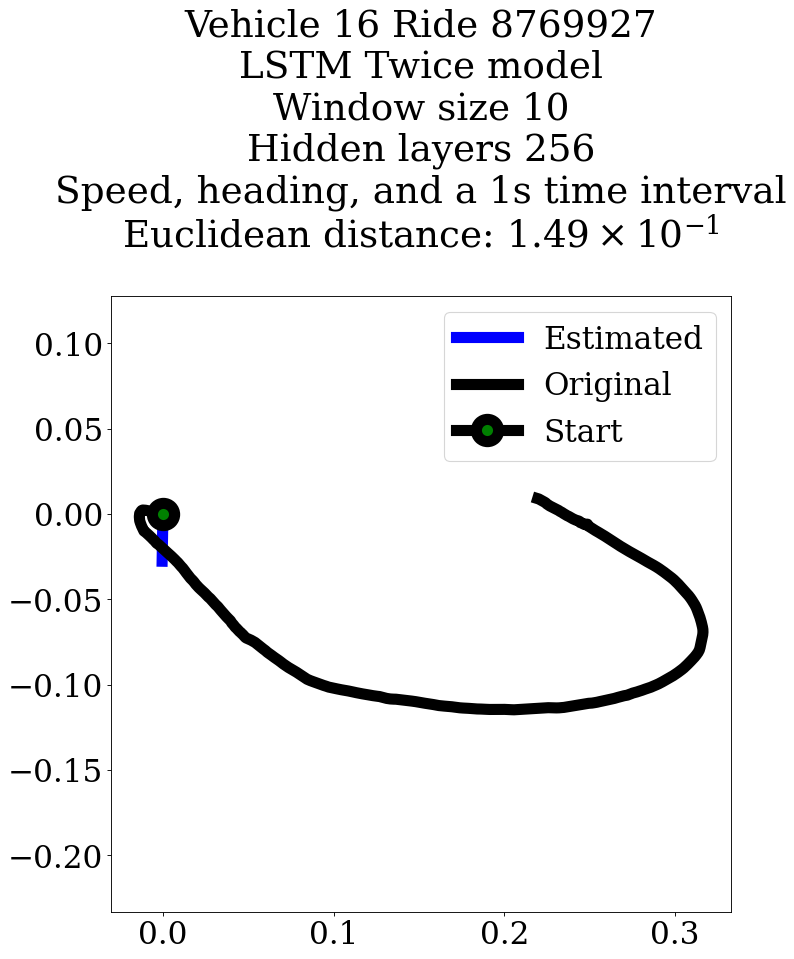 Vehicle 16 Ride 8769927
LSTM Twice model
Window size 10
Hidden layers 256
Speed, heading, and a 1s time interval
Euclidean distance: 1.49 × 10⁻¹
Estimated
Original
Start
0.10
0.05
0.00
−0.05
−0.10
−0.15
−0.20
0.0 0.1 0.2 0.3